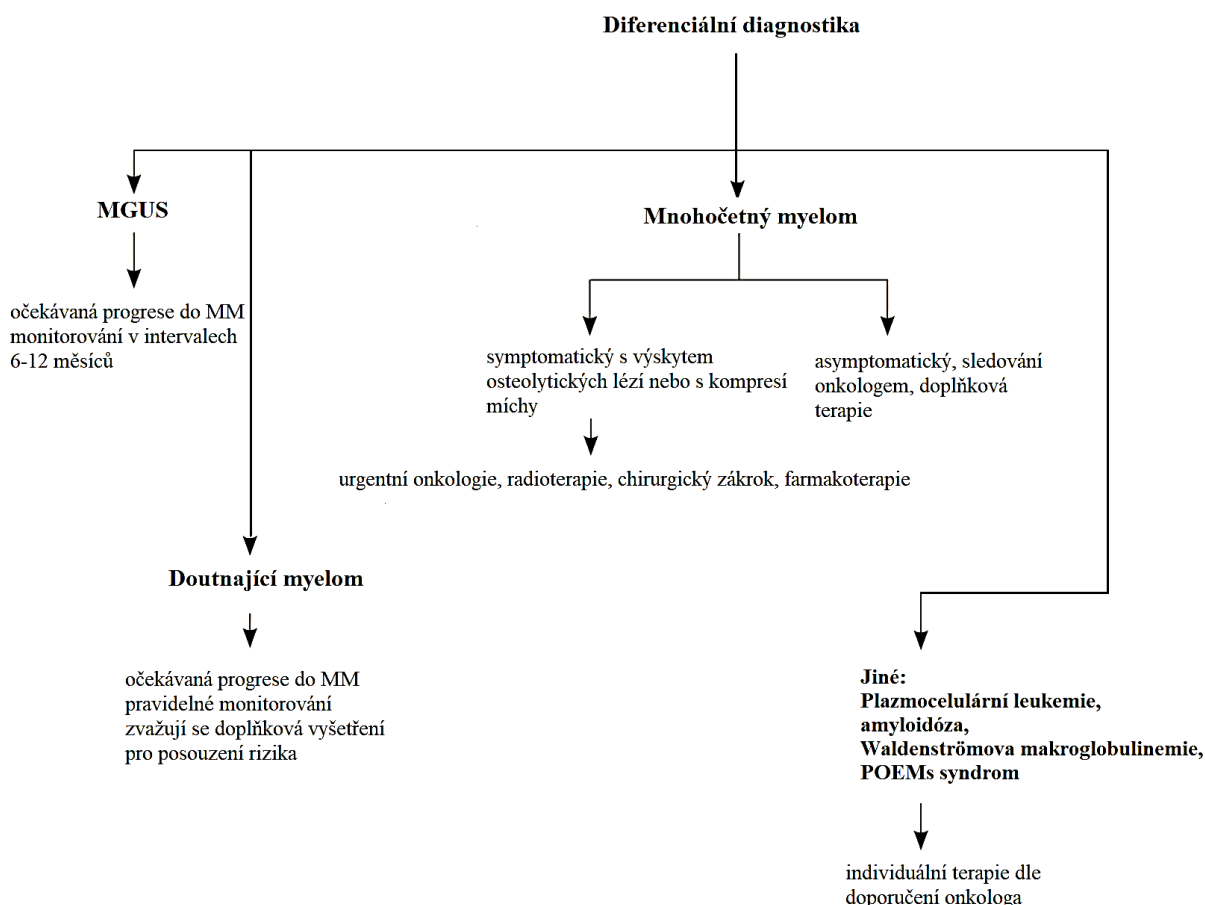 Diferenciální diagnostika
MGUS
očekávaná progrese do MM
monitorování v intervalech
6-12 měsíců
Mnohočetný myelom
symptomatický s výskytem
osteolytických lézí nebo s kompresí
míchy
asymptomatický, sledování
onkologem, doplňková
terapie
urgentní onkologie, radioterapie, chirurgický zákrok, farmakoterapie
Doutnající myelom
očekávaná progrese do MM
pravidelné monitorování
zvažují se doplňková vyšetření
pro posouzení rizika
Jiné:
Plazmocelulární leukemie,
amyloidóza,
Waldenströmova makroglobulinemie,
POEMs syndrom
individuální terapie dle
doporučení onkologa